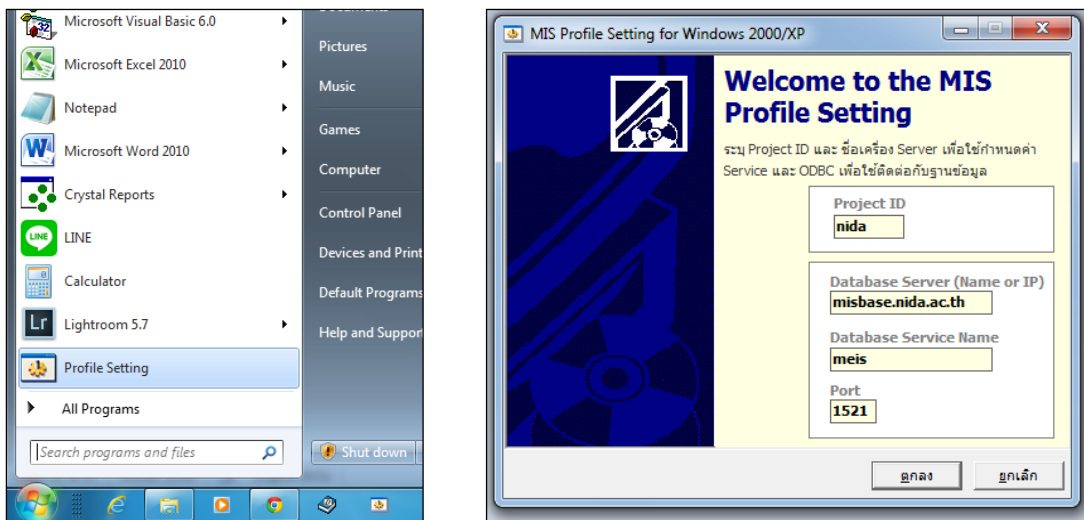 Microsoft Visual Basic 6.0
Microsoft Excel 2010
Notepad
Microsoft Word 2010
Crystal Reports
LINE
LINE
Calculator
Lr
Lightroom 5.7
Profile Setting
All Programs
Search programs and files
Pictures
Music
Games
Computer
Control Panel
Devices and Print
Default Programs
Help and Suppor
Shut down
MIS Profile Setting for Windows 2000/XP
Welcome to the MIS
Profile Setting
ระบุ Project ID และ ชื่อเครื่อง Server เพื่อใช้กำหนดค่า
Service และ ODBC เพื่อใช้ติดต่อกับฐานข้อมูล
Project ID
nida
Database Server (Name or IP)
misbase.nida.ac.th
Database Service Name
meis
Port
1521
ตกลง
ยกเลิก